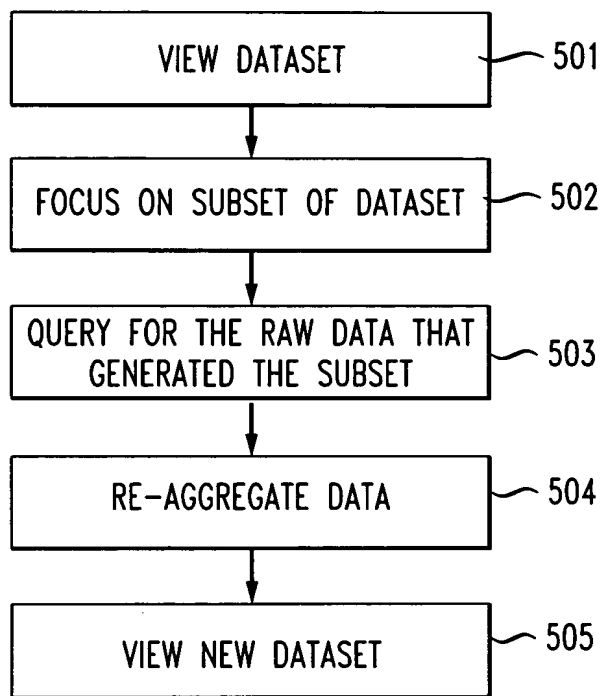 VIEW DATASET
501
FOCUS ON SUBSET OF DATASET
502
QUERY FOR THE RAW DATA THAT
GENERATED THE SUBSET
503
RE-AGGREGATE DATA
504
VIEW NEW DATASET
505